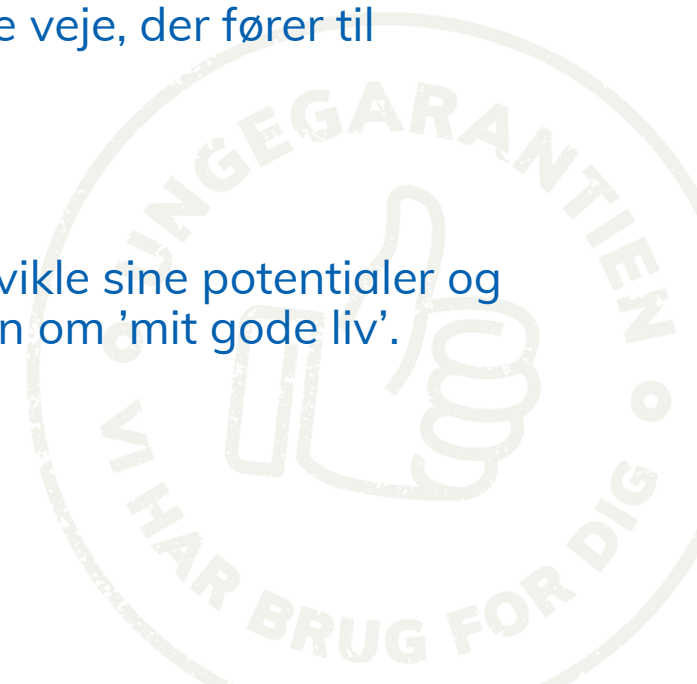 e veje, der fører til
vikle sine potentialer og
n om ’mit gode liv’.
UNGEGARANTIEN
VI HAR BRUG FOR DIG